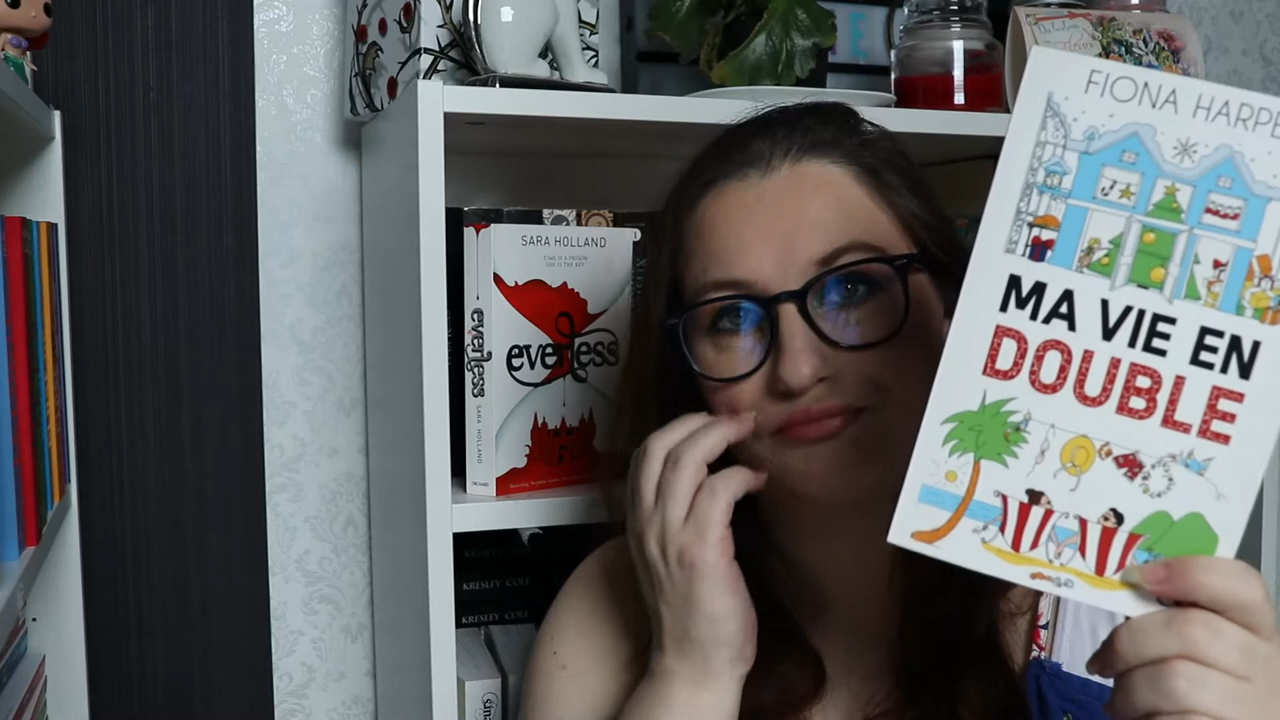 FIONA HARPE
MA VIE EN
DOUBLE
SARA HOLLAND
TIME IS A PRISON
SHE IS THE KEY
everless
everless
SARA HOLLAND
KRESLEY COLE
KRESLEY COLE